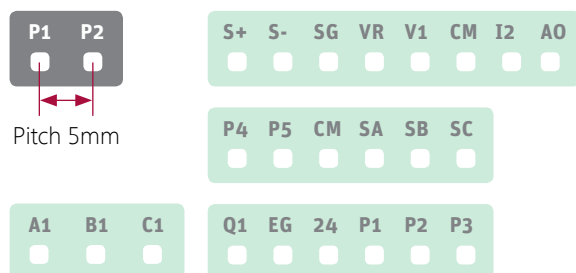 P1 P2
Pitch 5mm
S+ S- SG VR V1 CM I2 AO
P4 P5 CM SA SB SC
A1 B1 C1
Q1 EG 24 P1 P2 P3